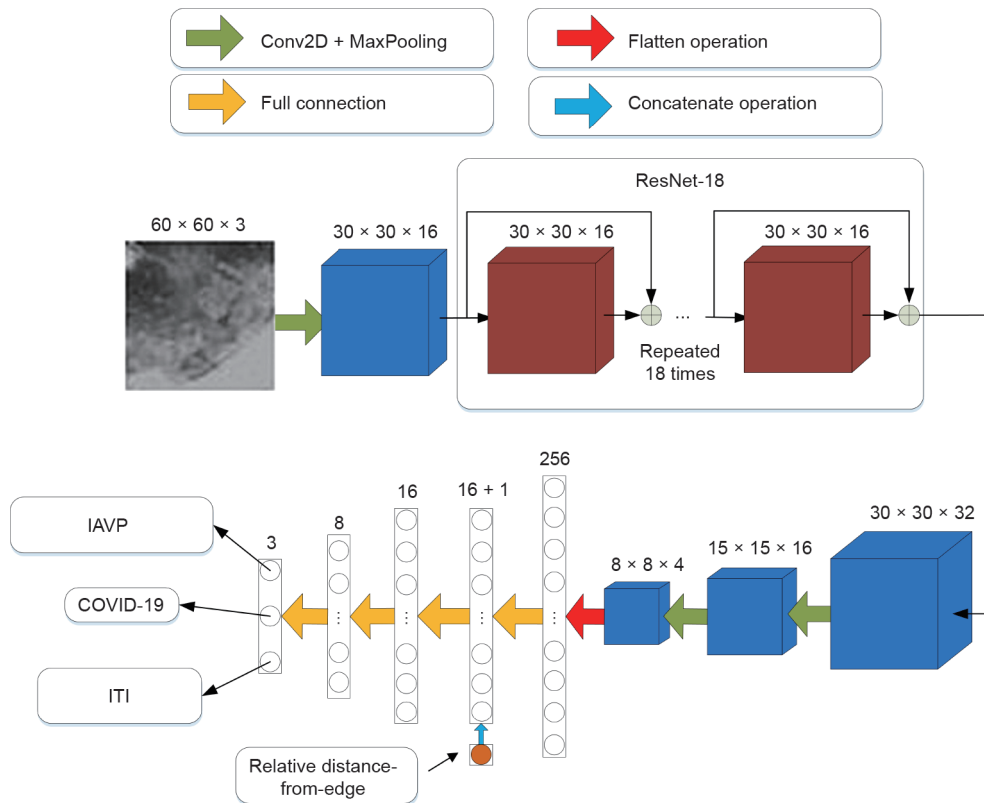 Conv2D + MaxPooling
Flatten operation
Full connection
Concatenate operation
ResNet-18
60 × 60 × 3
30 × 30 × 16
30 × 30 × 16
30 × 30 × 16
...
Repeated
18 times
256
16 + 1
16
8
3
30 × 30 × 32
15 × 15 × 16
8 × 8 × 4
IAVP
COVID-19
ITI
...
...
...
...
Relative distance-
from-edge